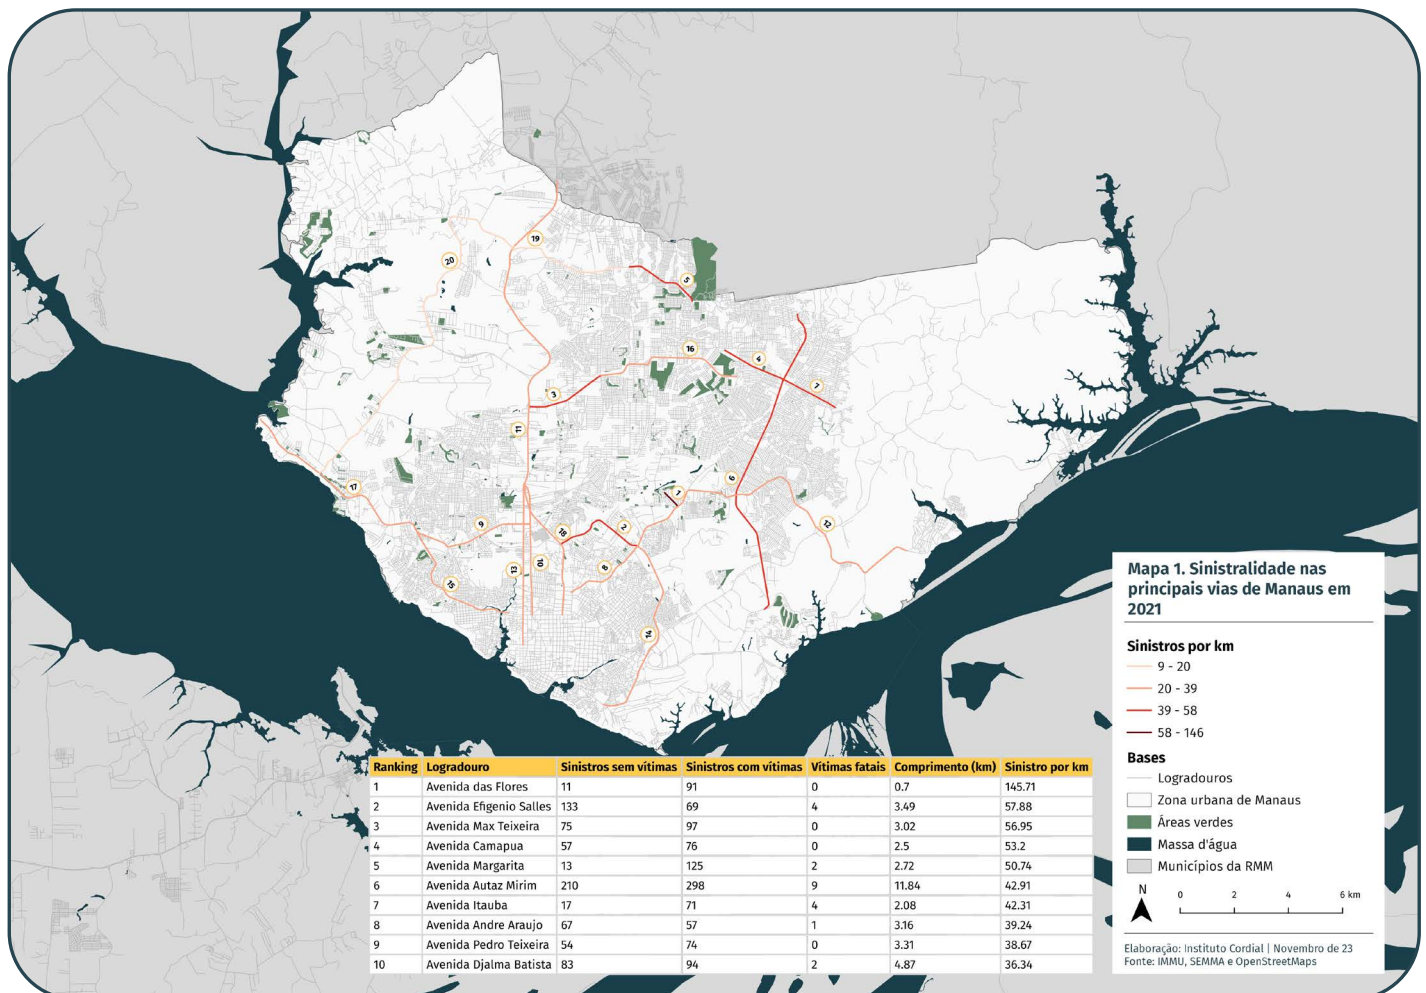 19
20
5
16
4
3
7
11
1
6
17
9
2
12
18
10
13
8
15
14
Mapa 1. Sinistralidade nas
principais vias de Manaus em
2021
Sinistros por km
9 - 20
20 - 39
39 - 58
58 - 146
Bases
Logradouros
Zona urbana de Manaus
Áreas verdes
Massa d'água
Municípios da RMM
N
0 2 4 6 km
Elaboração: Instituto Cordial | Novembro de 23
Fonte: IMMU, SEMMA e OpenStreetMaps
Ranking Logradouro Sinistros sem vítimas Sinistros com vítimas Vítimas fatais Comprimento (km) Sinistro por km
1 Avenida das Flores 11 91 0 0.7 145.71
2 Avenida Efigenio Salles 133 69 4 3.49 57.88
3 Avenida Max Teixeira 75 97 0 3.02 56.95
4 Avenida Camapua 57 76 0 2.5 53.2
5 Avenida Margarita 13 125 2 2.72 50.74
6 Avenida Autaz Mirim 210 298 9 11.84 42.91
7 Avenida Itauba 17 71 4 2.08 42.31
8 Avenida Andre Araujo 67 57 1 3.16 39.24
9 Avenida Pedro Teixeira 54 74 0 3.31 38.67
10 Avenida Djalma Batista 83 94 2 4.87 36.34